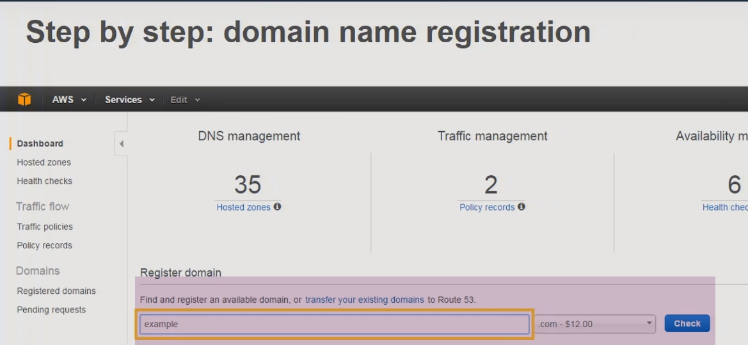 Step by step: domain name registration
AWS Services Edit
Dashboard
Hosted zones
Health checks
Traffic flow
Traffic policies
Policy records
Domains
Registered domains
Pending requests
DNS management
35
Hosted zones
Traffic management
2
Policy records
Availability m
6
Health chec
Register domain
Find and register an available domain, or transfer your existing domains to Route 53.
example
.com - $12.00
Check